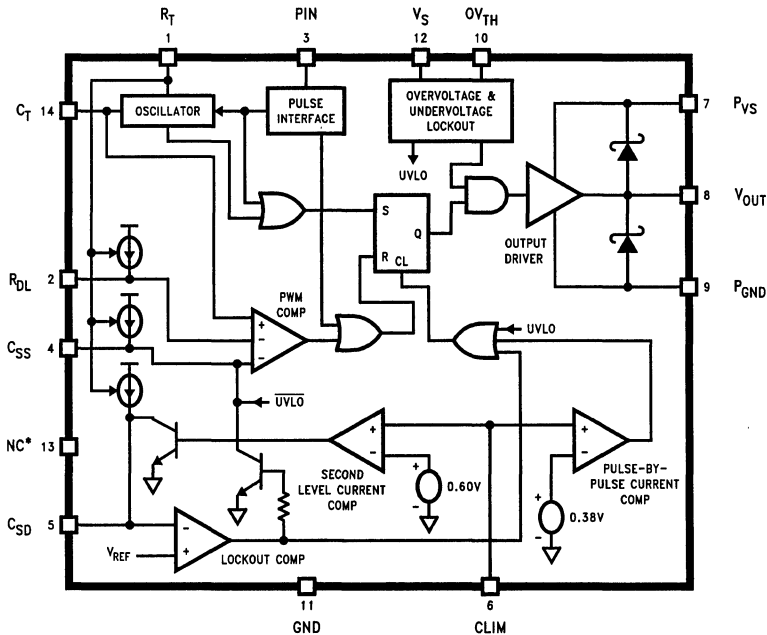 R_T PIN V_S OV_TH
1 3 12 10
C_T 14
OSCILLATOR
PULSE
INTERFACE
OVERVOLTAGE &
UNDERVOLTAGE
LOCKOUT
7 P_VS
UVLO
S
Q
R
CL
8 V_OUT
OUTPUT
DRIVER
R_DL 2
9 P_GND
PWM
COMP
+
−
−
UVLO
C_SS 4
UVLO
NC* 13
+
−
SECOND
LEVEL CURRENT
COMP
+
−
0.60V
+
−
PULSE-BY-
PULSE CURRENT
COMP
+
−
0.38V
C_SD 5
−
+
V_REF
LOCKOUT COMP
11 6
GND CLIM